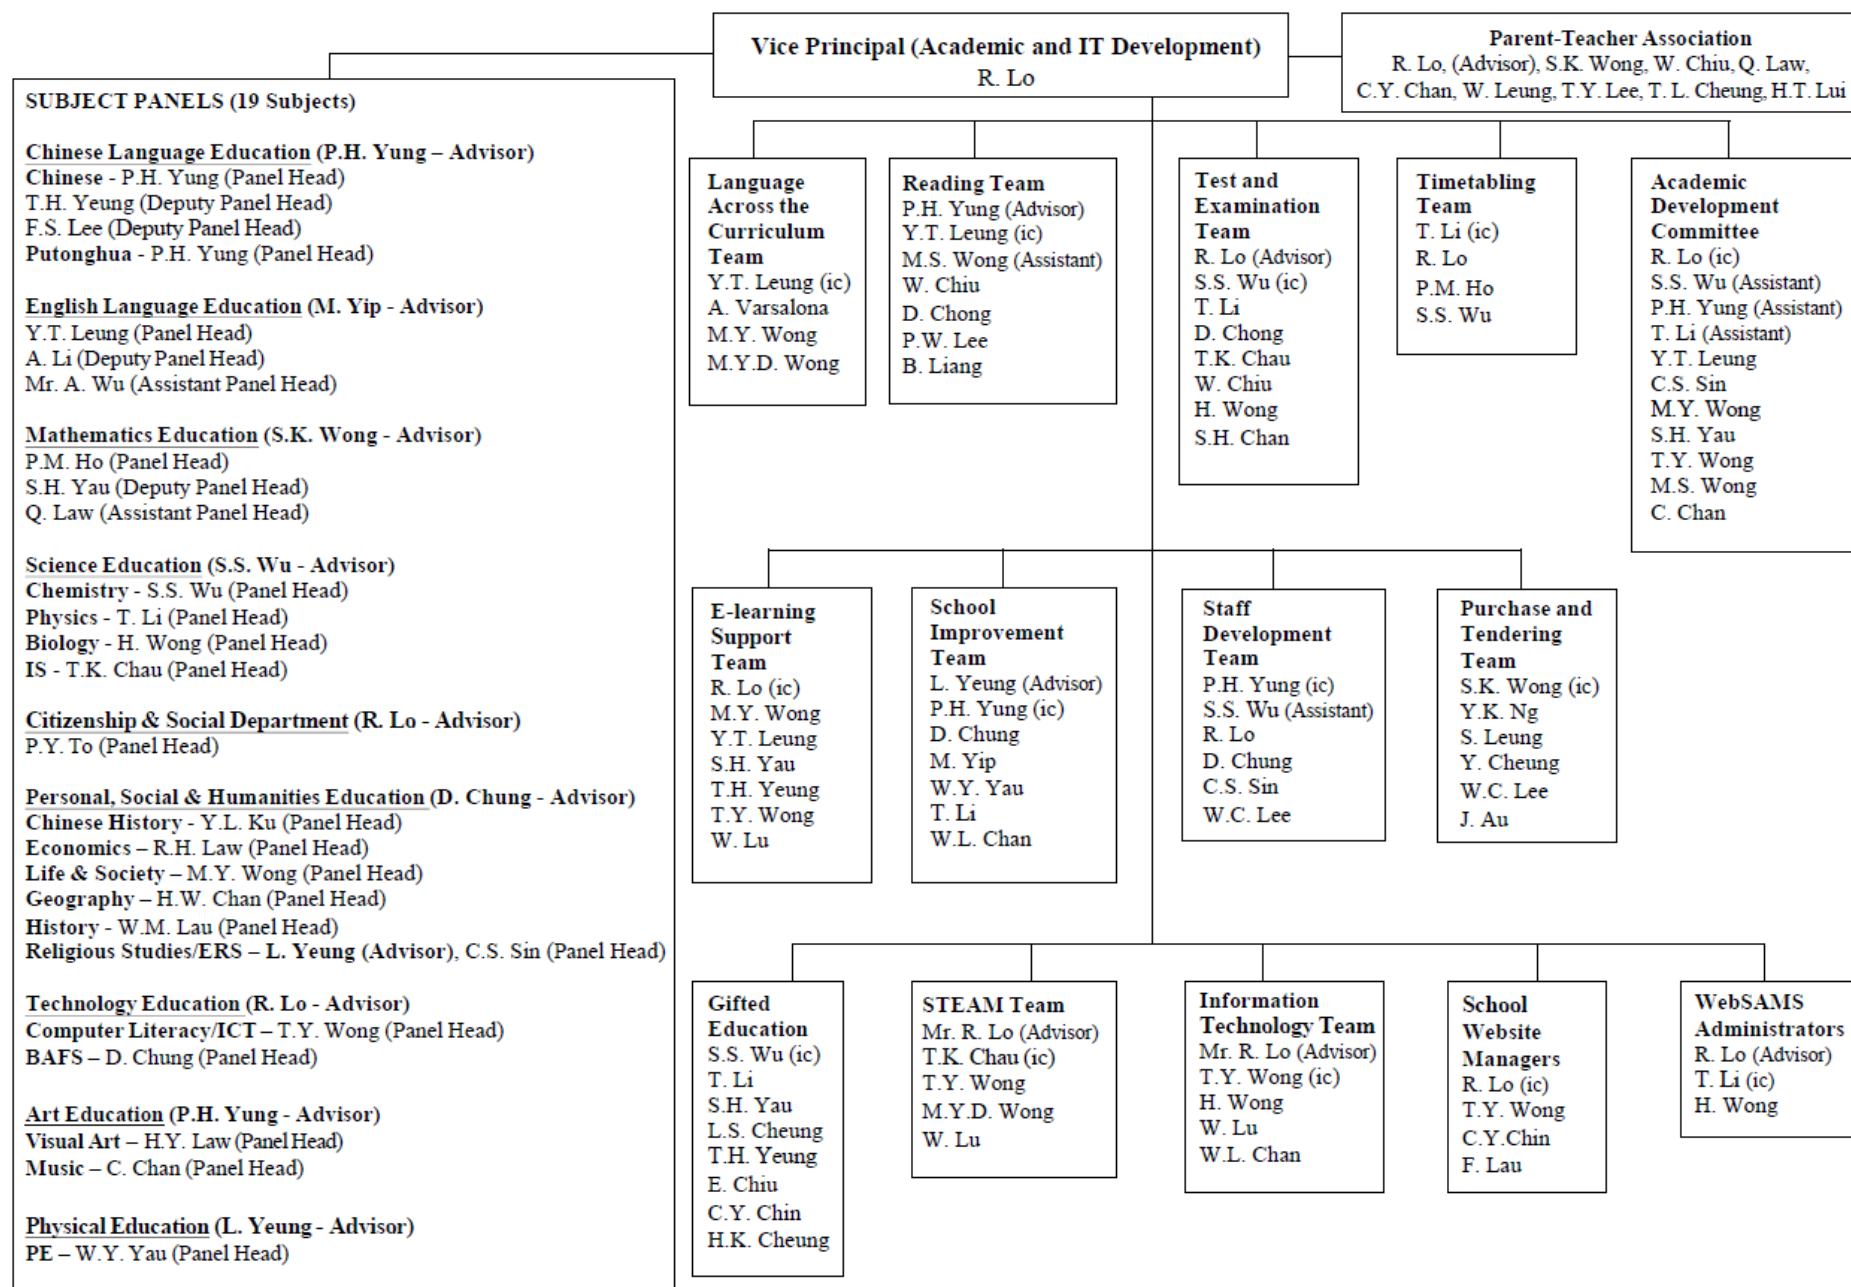 Vice Principal (Academic and IT Development)
R. Lo
Parent-Teacher Association
R. Lo, (Advisor), S.K. Wong, W. Chiu, Q. Law,
C.Y. Chan, W. Leung, T.Y. Lee, T. L. Cheung, H.T. Lui
SUBJECT PANELS (19 Subjects)
Chinese Language Education (P.H. Yung – Advisor)
Chinese - P.H. Yung (Panel Head)
T.H. Yeung (Deputy Panel Head)
F.S. Lee (Deputy Panel Head)
Putonghua - P.H. Yung (Panel Head)
English Language Education (M. Yip - Advisor)
Y.T. Leung (Panel Head)
A. Li (Deputy Panel Head)
Mr. A. Wu (Assistant Panel Head)
Mathematics Education (S.K. Wong - Advisor)
P.M. Ho (Panel Head)
S.H. Yau (Deputy Panel Head)
Q. Law (Assistant Panel Head)
Science Education (S.S. Wu - Advisor)
Chemistry - S.S. Wu (Panel Head)
Physics - T. Li (Panel Head)
Biology - H. Wong (Panel Head)
IS - T.K. Chau (Panel Head)
Citizenship & Social Department (R. Lo - Advisor)
P.Y. To (Panel Head)
Personal, Social & Humanities Education (D. Chung - Advisor)
Chinese History - Y.L. Ku (Panel Head)
Economics – R.H. Law (Panel Head)
Life & Society – M.Y. Wong (Panel Head)
Geography – H.W. Chan (Panel Head)
History - W.M. Lau (Panel Head)
Religious Studies/ERS – L. Yeung (Advisor), C.S. Sin (Panel Head)
Technology Education (R. Lo - Advisor)
Computer Literacy/ICT – T.Y. Wong (Panel Head)
BAFS – D. Chung (Panel Head)
Art Education (P.H. Yung - Advisor)
Visual Art – H.Y. Law (Panel Head)
Music – C. Chan (Panel Head)
Physical Education (L. Yeung - Advisor)
PE – W.Y. Yau (Panel Head)
Language
Across the
Curriculum
Team
Y.T. Leung (ic)
A. Varsalona
M.Y. Wong
M.Y.D. Wong
Reading Team
P.H. Yung (Advisor)
Y.T. Leung (ic)
M.S. Wong (Assistant)
W. Chiu
D. Chong
P.W. Lee
B. Liang
Test and
Examination
Team
R. Lo (Advisor)
S.S. Wu (ic)
T. Li
D. Chong
T.K. Chau
W. Chiu
H. Wong
S.H. Chan
Timetabling
Team
T. Li (ic)
R. Lo
P.M. Ho
S.S. Wu
Academic
Development
Committee
R. Lo (ic)
S.S. Wu (Assistant)
P.H. Yung (Assistant)
T. Li (Assistant)
Y.T. Leung
C.S. Sin
M.Y. Wong
S.H. Yau
T.Y. Wong
M.S. Wong
C. Chan
E-learning
Support
Team
R. Lo (ic)
M.Y. Wong
Y.T. Leung
S.H. Yau
T.H. Yeung
T.Y. Wong
W. Lu
School
Improvement
Team
L. Yeung (Advisor)
P.H. Yung (ic)
D. Chung
M. Yip
W.Y. Yau
T. Li
W.L. Chan
Staff
Development
Team
P.H. Yung (ic)
S.S. Wu (Assistant)
R. Lo
D. Chung
C.S. Sin
W.C. Lee
Purchase and
Tendering
Team
S.K. Wong (ic)
Y.K. Ng
S. Leung
Y. Cheung
W.C. Lee
J. Au
Gifted
Education
S.S. Wu (ic)
T. Li
S.H. Yau
L.S. Cheung
T.H. Yeung
E. Chiu
C.Y. Chin
H.K. Cheung
STEAM Team
Mr. R. Lo (Advisor)
T.K. Chau (ic)
T.Y. Wong
M.Y.D. Wong
W. Lu
Information
Technology Team
Mr. R. Lo (Advisor)
T.Y. Wong (ic)
H. Wong
W. Lu
W.L. Chan
School
Website
Managers
R. Lo (ic)
T.Y. Wong
C.Y.Chin
F. Lau
WebSAMS
Administrators
R. Lo (Advisor)
T. Li (ic)
H. Wong